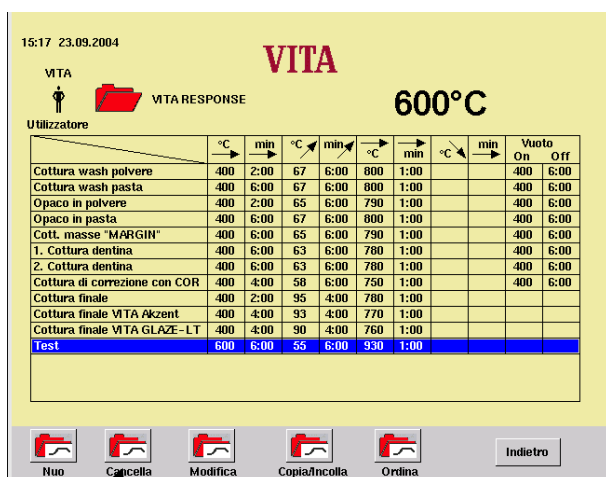 15:17 23.09.2004
VITA
VITA
VITA RESPONSE
600°C
Utilizzatore
°C min °C min °C min °C min Vuoto
On Off
Cottura wash polvere 400 2:00 67 6:00 800 1:00 400 6:00
Cottura wash pasta 400 6:00 67 6:00 800 1:00 400 6:00
Opaco in polvere 400 2:00 65 6:00 790 1:00 400 6:00
Opaco in pasta 400 6:00 67 6:00 800 1:00 400 6:00
Cott. masse "MARGIN" 400 6:00 65 6:00 790 1:00 400 6:00
1. Cottura dentina 400 6:00 63 6:00 780 1:00 400 6:00
2. Cottura dentina 400 6:00 63 6:00 780 1:00 400 6:00
Cottura di correzione con COR 400 4:00 58 6:00 750 1:00 400 6:00
Cottura finale 400 2:00 95 4:00 780 1:00
Cottura finale VITA Akzent 400 4:00 93 4:00 770 1:00
Cottura finale VITA GLAZE-LT 400 4:00 90 4:00 760 1:00
Test 600 6:00 55 6:00 930 1:00
Nuo Cancella Modifica Copia/Incolla Ordina Indietro